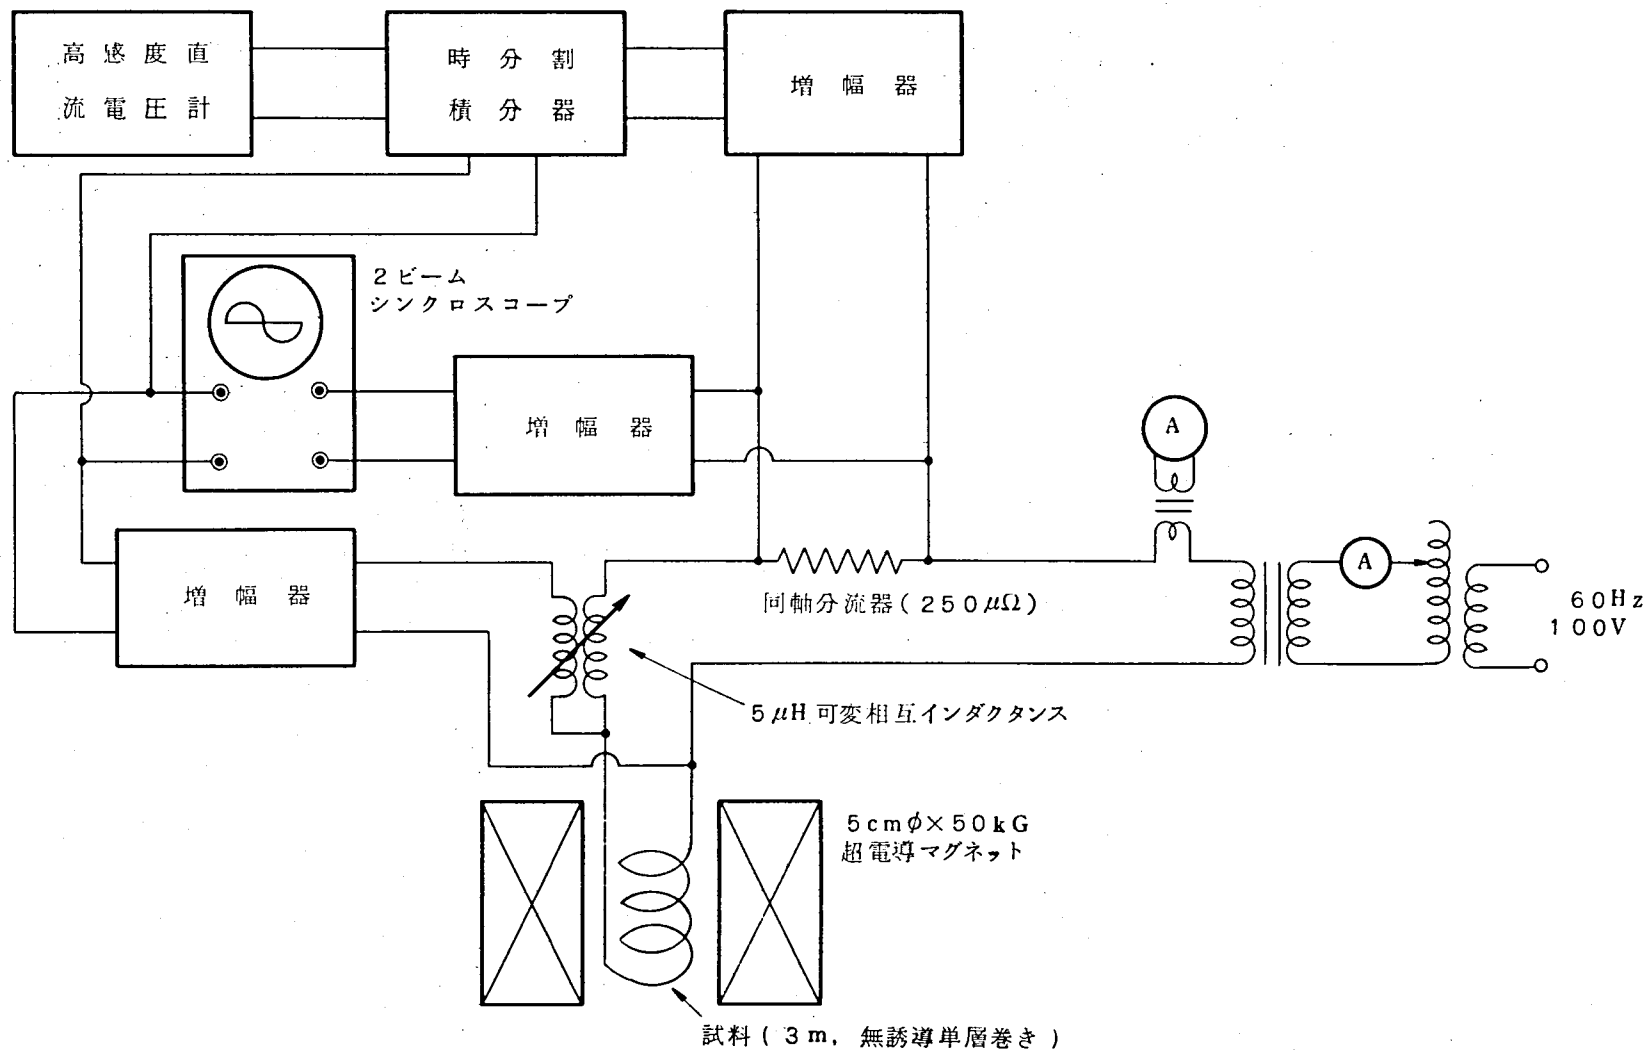 高感度直
流電圧計
時分割
積分器
増幅器
2ビーム
シンクロスコープ
増幅器
A
増幅器
同軸分流器(250μΩ)
A
60Hz
100V
5μH可変相互インダクタンス
5cmφ×50kG
超電導マグネット
試料(3m, 無誘導単層巻き)